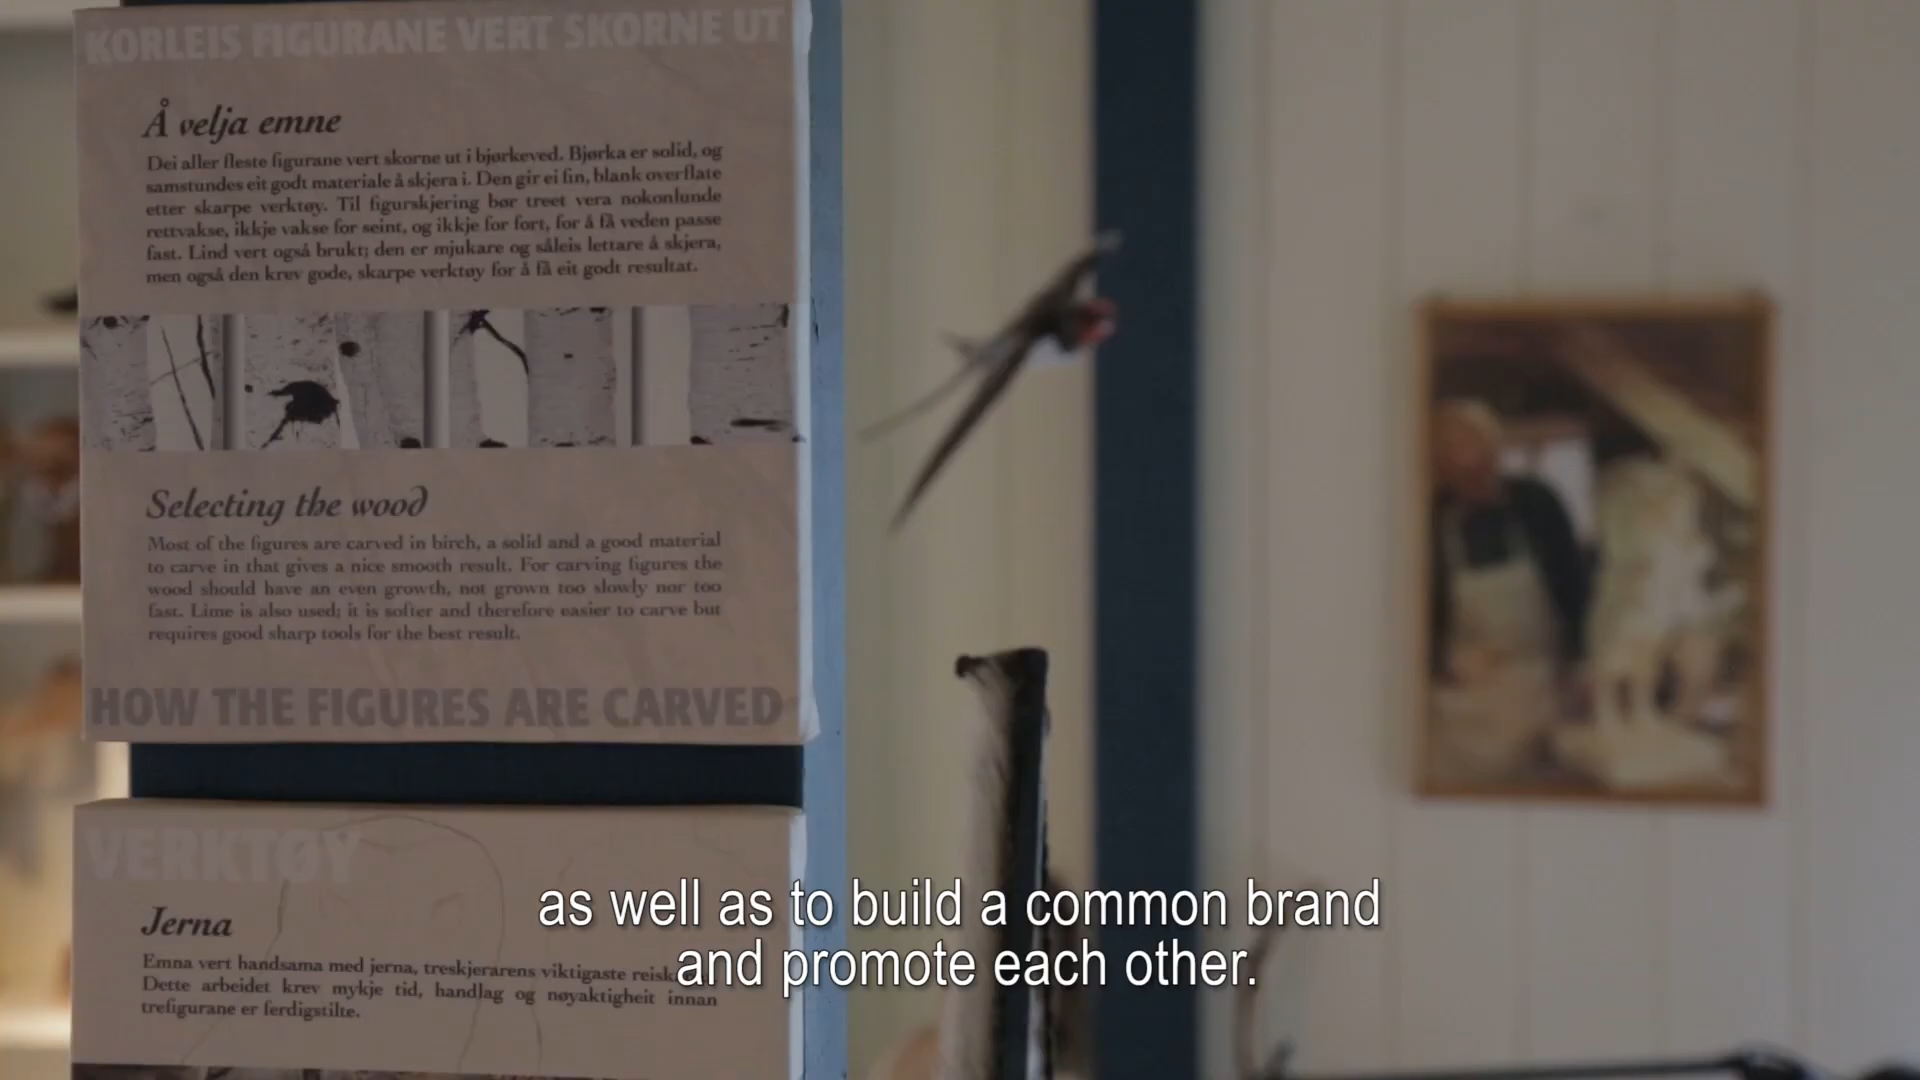 KORLEIS FIGURANE VERT SKORNE UT
Å velja emne
Dei aller fleste figurane vert skorne ut i bjørkeved. Bjørka er solid, og
samstundes eit godt materiale å skjera i. Den gir ei fin, blank overflate
etter skarpe verktøy. Til figurskjering bør treet vera nokonlunde
rettvakse, ikkje vakse for seint, og ikkje for fort, for å få veden passe
fast. Lind vert også brukt; den er mjukare og såleis lettare å skjera,
men også den krev gode, skarpe verktøy for å få eit godt resultat.
Selecting the wood
Most of the figures are carved in birch, a solid and a good material
to carve in that gives a nice smooth result. For carving figures the
wood should have an even growth, not grown too slowly nor too
fast. Lime is also used; it is softer and therefore easier to carve but
requires good sharp tools for the best result.
HOW THE FIGURES ARE CARVED
VERKTØY
Jerna
Emna vert handsama med jerna, treskjerarens viktigaste
Dette arbeidet krev mykje tid, handlag og nøyaktigheit innan
trefigurane er ferdigstilte.
as well as to build a common brand
and promote each other.